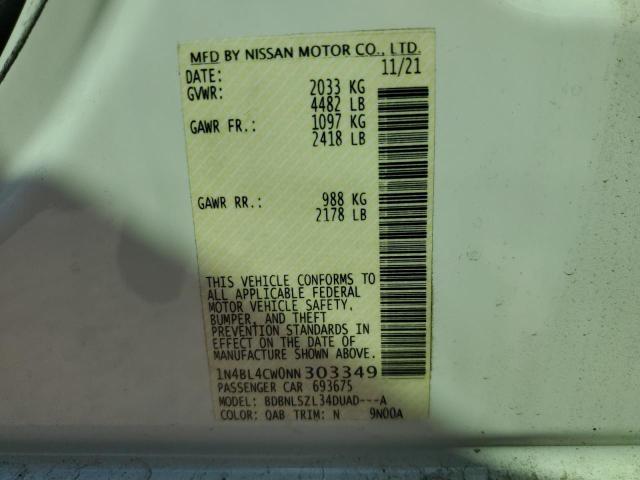 MFD BY NISSAN MOTOR CO., LTD.
DATE: 11/21
GVWR: 2033 KG
4482 LB
GAWR FR.: 1097 KG
2418 LB
GAWR RR.: 988 KG
2178 LB
THIS VEHICLE CONFORMS TO
ALL APPLICABLE FEDERAL
MOTOR VEHICLE SAFETY,
BUMPER, AND THEFT
PREVENTION STANDARDS IN
EFFECT ON THE DATE OF
MANUFACTURE SHOWN ABOVE.
1N4BL4CW0NN303349
PASSENGER CAR 693675
MODEL: BDBNLSZL34DUAD---A
COLOR: QAB TRIM: N 9N00A